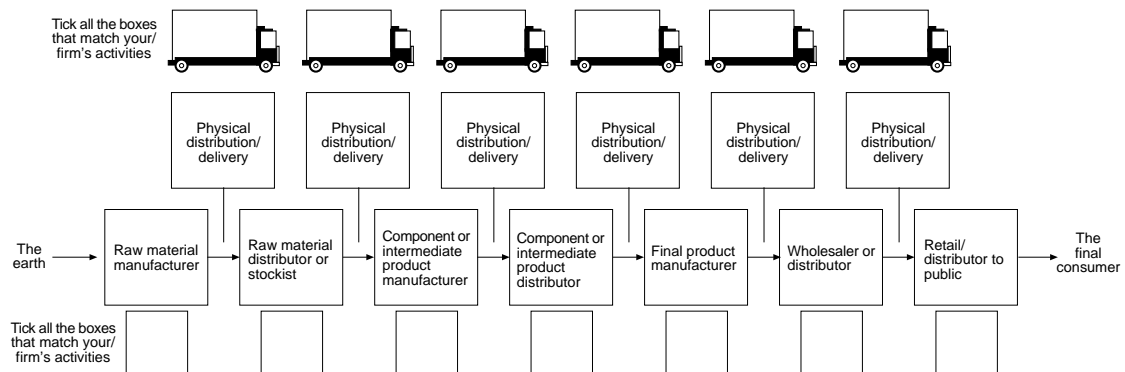 Tick all the boxes
that match your/
firm’s activities
Physical
distribution/
delivery
Physical
distribution/
delivery
Physical
distribution/
delivery
Physical
distribution/
delivery
Physical
distribution/
delivery
Physical
distribution/
delivery
The
earth
Raw material
manufacturer
Raw material
distributor or
stockist
Component or
intermediate
product
manufacturer
Component or
intermediate
product
distributor
Final product
manufacturer
Wholesaler or
distributor
Retail/
distributor to
public
The
final
consumer
Tick all the boxes
that match your/
firm’s activities